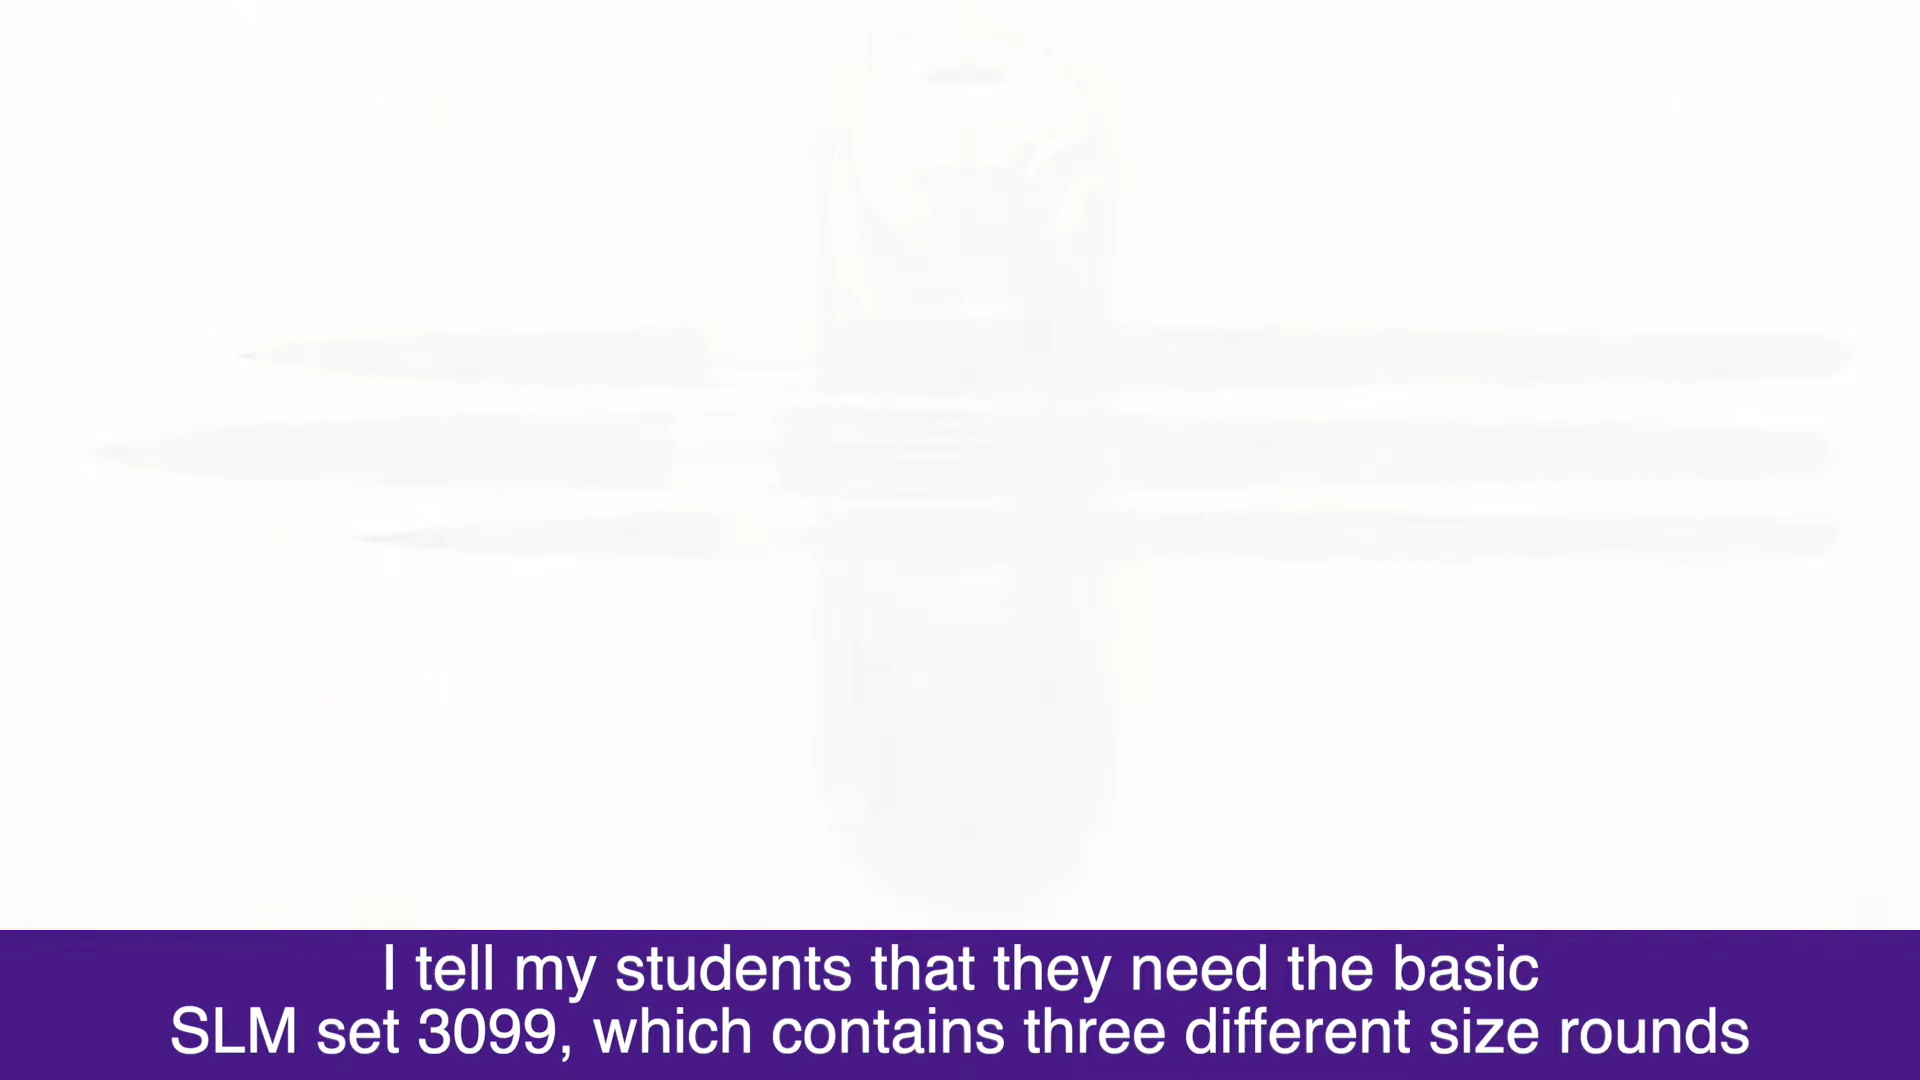 I tell my students that they need the basic
SLM set 3099, which contains three different size rounds